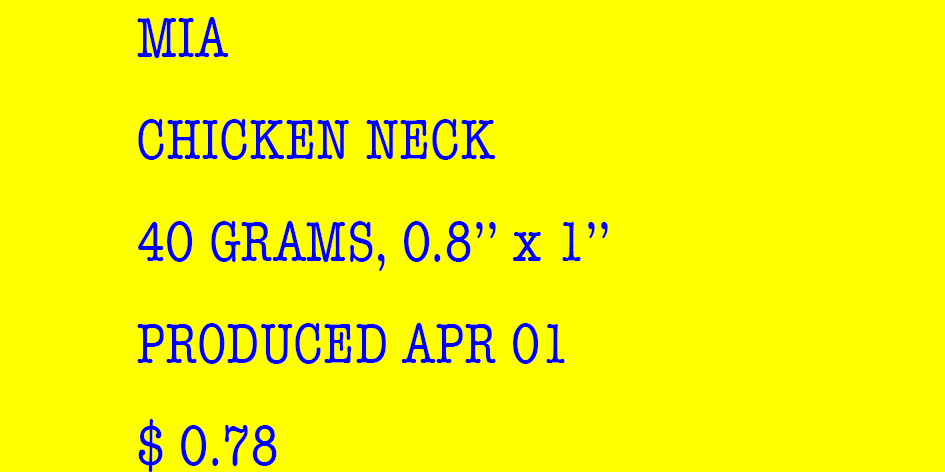 MIA
CHICKEN NECK
40 GRAMS, 0.8’’ x 1’’
PRODUCED APR 01
$ 0.78